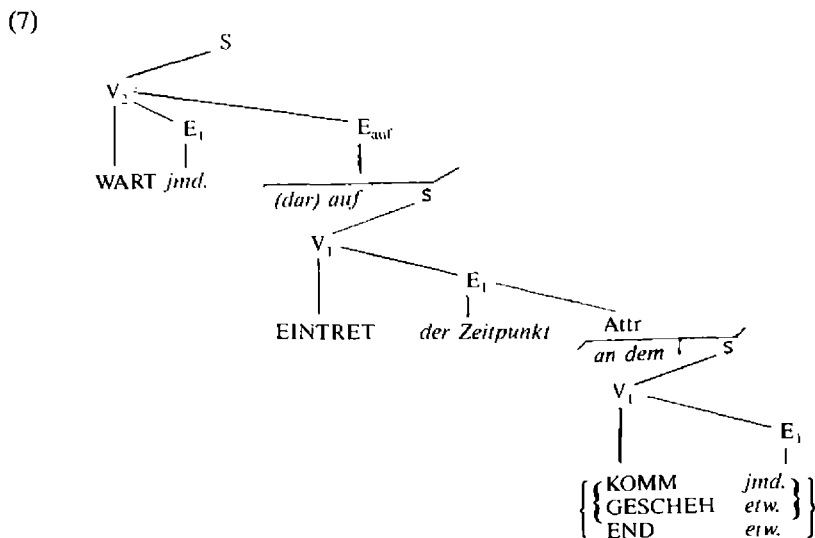 (7)
S
V₂
E₁ E_auf
WART jmd. (dar) auf S
V₁
E₁
EINTRET der Zeitpunkt Attr
an dem S
V₁
E₁
KOMM jmd.
GESCHEH etw.
END etw.